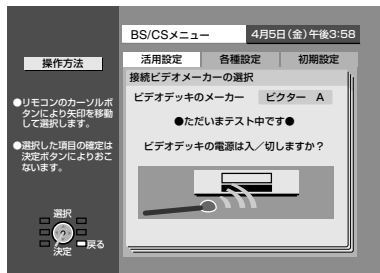 BS/CSメニュー 4月5日(金)午後3:58
操作方法
活用設定 各種設定 初期設定
接続ビデオメーカーの選択
ビデオデッキのメーカー ビクター A
●ただいまテスト中です●
ビデオデッキの電源は入／切しますか？
●リモコンのカーソルボ
タンにより矢印を移動
して選択します。
●選択した項目の確定は
決定ボタンによりおこ
ないます。
選択
戻る
決定